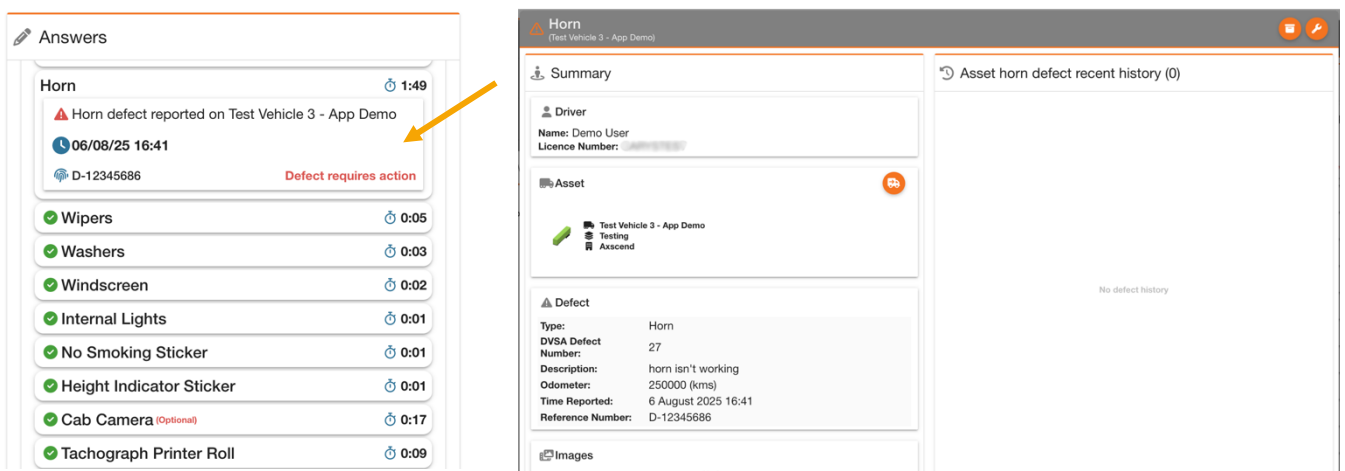 Answers
Horn 1:49
Horn defect reported on Test Vehicle 3 - App Demo
06/08/25 16:41
D-12345686 Defect requires action
Wipers 0:05
Washers 0:03
Windscreen 0:02
Internal Lights 0:01
No Smoking Sticker 0:01
Height Indicator Sticker 0:01
Cab Camera (Optional) 0:17
Tachograph Printer Roll 0:09
Horn
(Test Vehicle 3 - App Demo)
Summary
Driver
Name: Demo User
Licence Number:
Asset
Test Vehicle 3 - App Demo
Testing
Axscend
Defect
Type: Horn
DVSA Defect
Number: 27
Description: horn isn't working
Odometer: 250000 (kms)
Time Reported: 6 August 2025 16:41
Reference Number: D-12345686
Images
Asset horn defect recent history (0)
No defect history